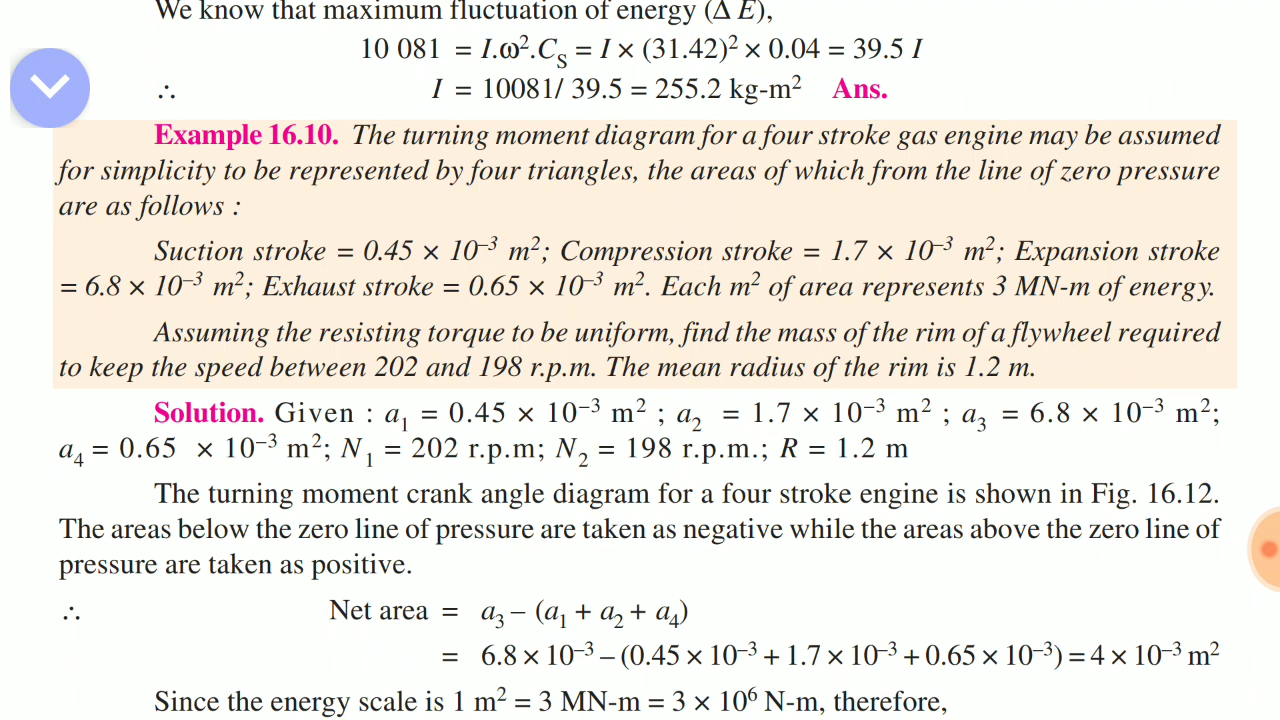 We know that maximum fluctuation of energy (Δ E),
10 081 = I.ω².C_S = I × (31.42)² × 0.04 = 39.5 I
∴ I = 10081/ 39.5 = 255.2 kg-m² Ans.
Example 16.10. The turning moment diagram for a four stroke gas engine may be assumed
for simplicity to be represented by four triangles, the areas of which from the line of zero pressure
are as follows :
Suction stroke = 0.45 × 10⁻³ m²; Compression stroke = 1.7 × 10⁻³ m²; Expansion stroke
= 6.8 × 10⁻³ m²; Exhaust stroke = 0.65 × 10⁻³ m². Each m² of area represents 3 MN-m of energy.
Assuming the resisting torque to be uniform, find the mass of the rim of a flywheel required
to keep the speed between 202 and 198 r.p.m. The mean radius of the rim is 1.2 m.
Solution. Given : a₁ = 0.45 × 10⁻³ m² ; a₂ = 1.7 × 10⁻³ m² ; a₃ = 6.8 × 10⁻³ m²;
a₄ = 0.65 × 10⁻³ m²; N₁ = 202 r.p.m; N₂ = 198 r.p.m.; R = 1.2 m
The turning moment crank angle diagram for a four stroke engine is shown in Fig. 16.12.
The areas below the zero line of pressure are taken as negative while the areas above the zero line of
pressure are taken as positive.
∴ Net area = a₃ – (a₁ + a₂ + a₄)
= 6.8 × 10⁻³ – (0.45 × 10⁻³ + 1.7 × 10⁻³ + 0.65 × 10⁻³) = 4 × 10⁻³ m²
Since the energy scale is 1 m² = 3 MN-m = 3 × 10⁶ N-m, therefore,